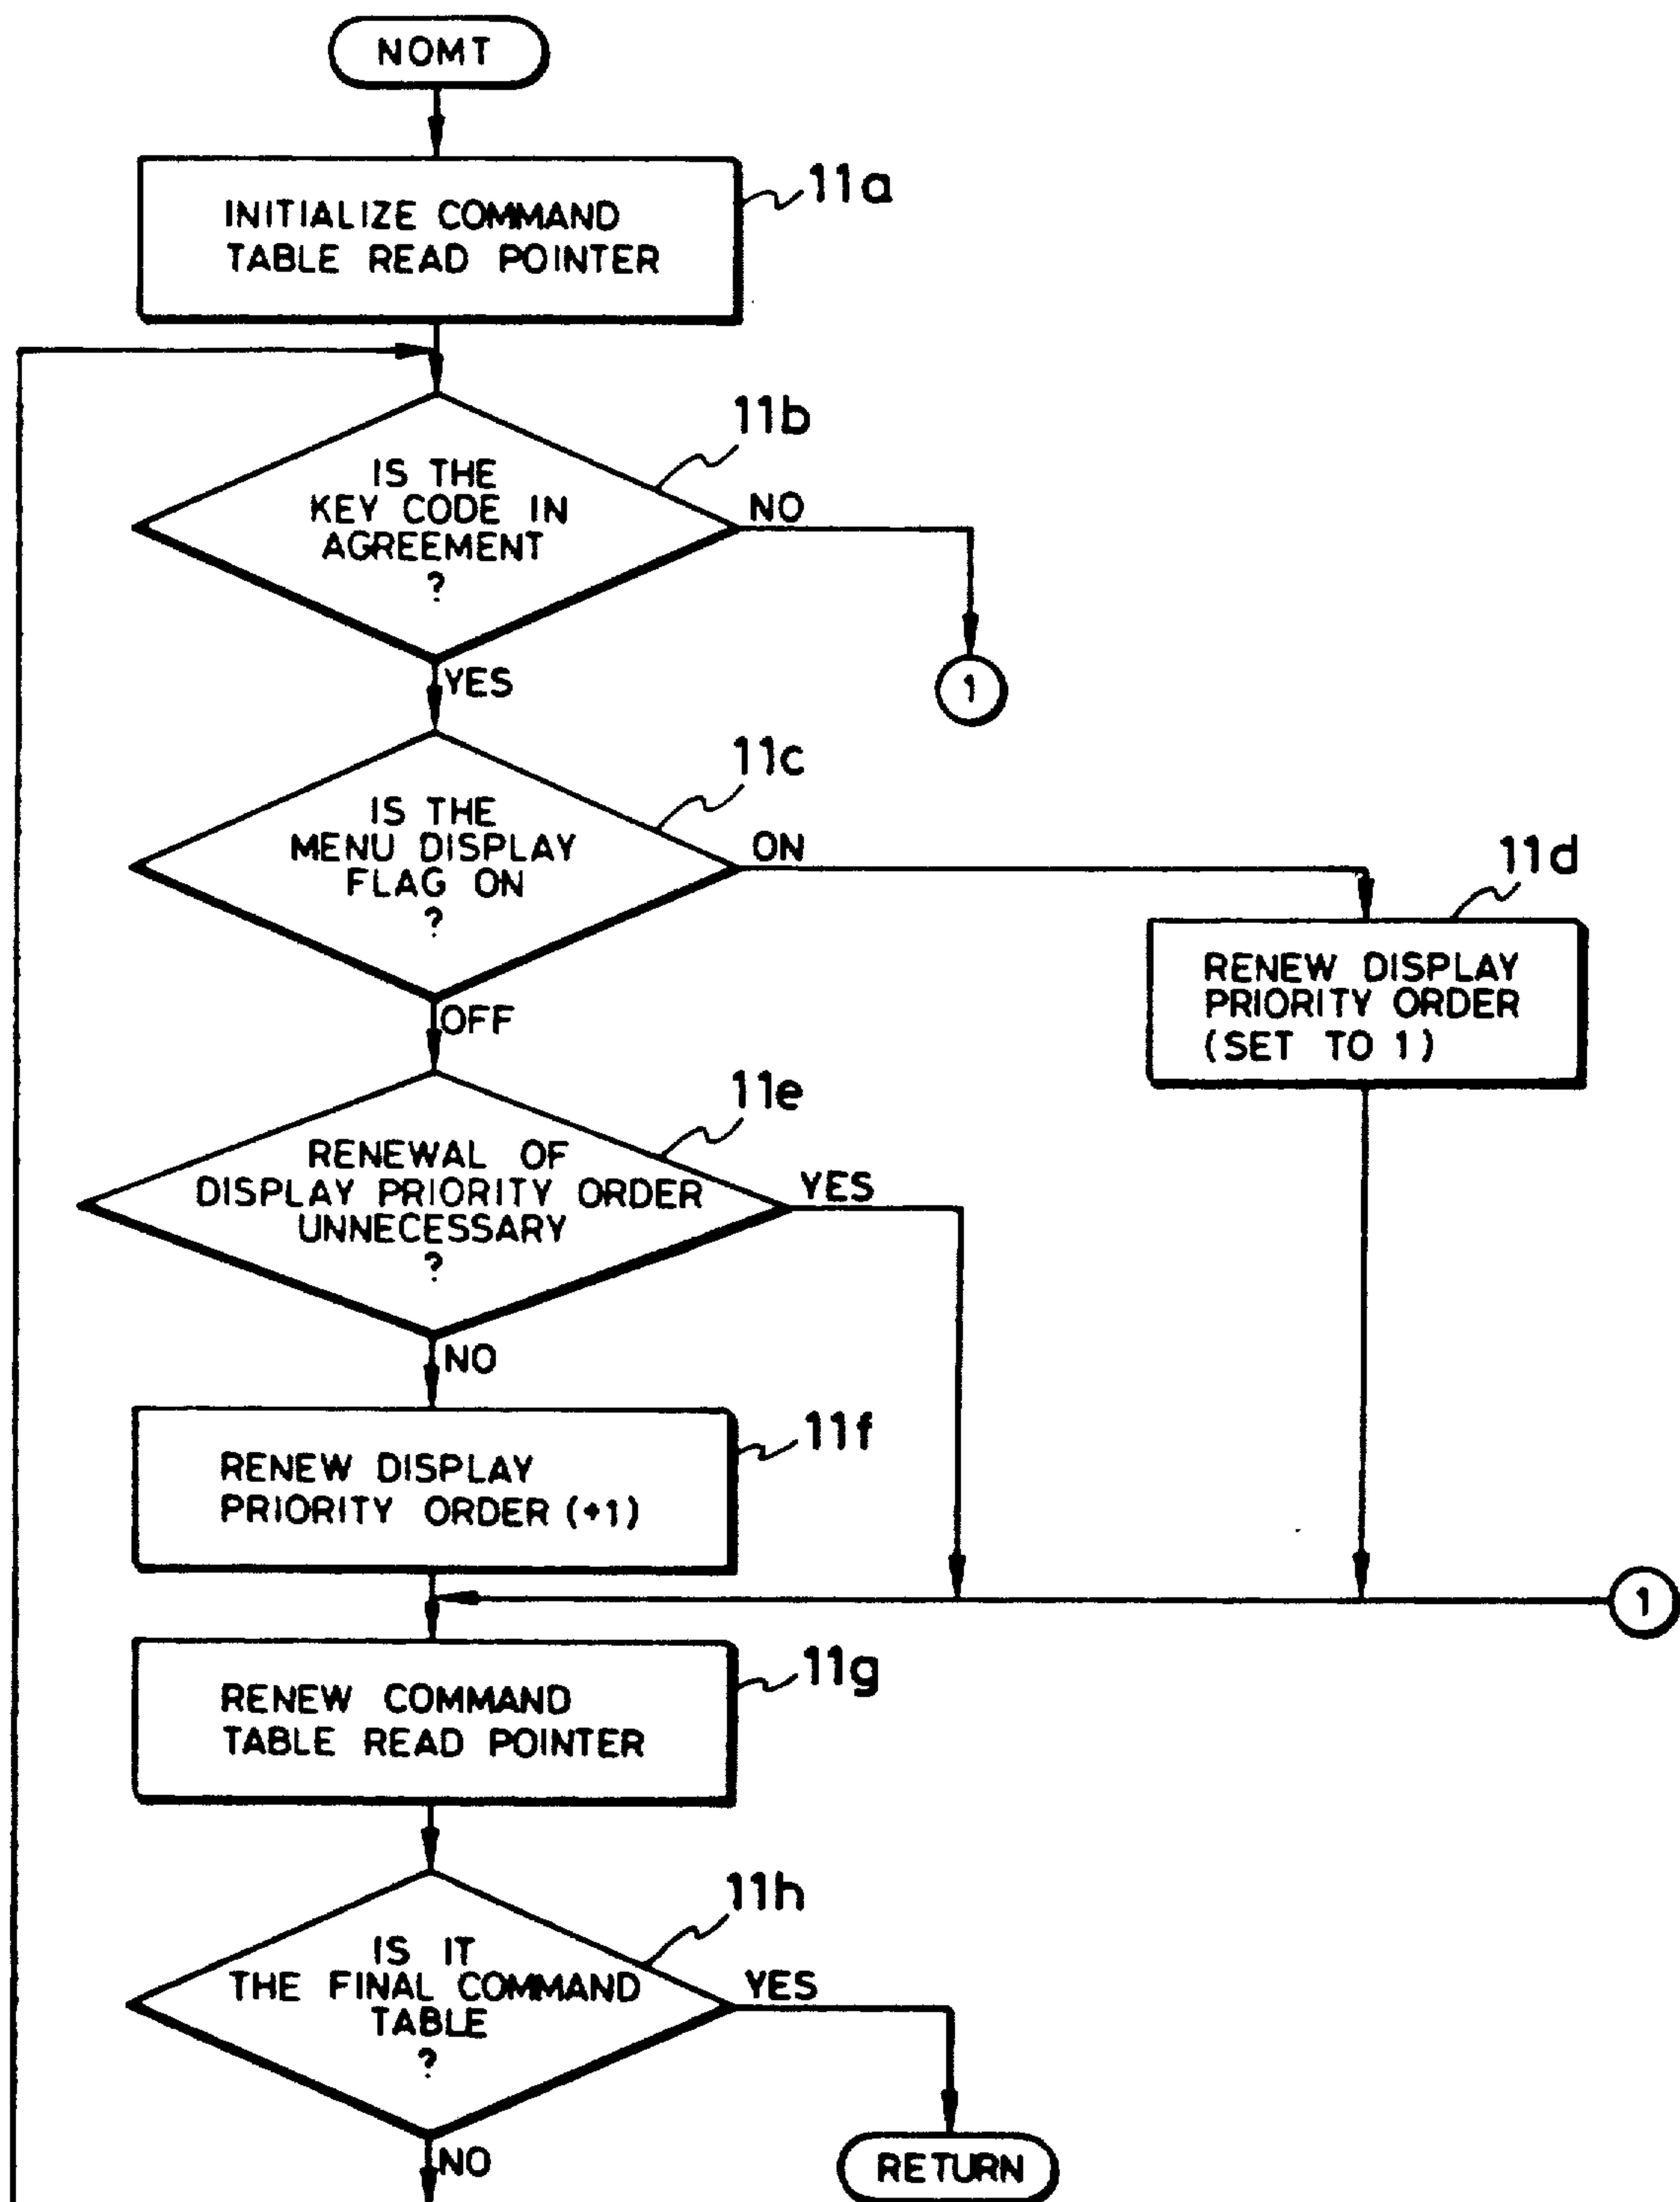 NOMT
INITIALIZE COMMAND
TABLE READ POINTER
11a
IS THE
KEY CODE IN
AGREEMENT
?
11b
NO
1
YES
IS THE
MENU DISPLAY
FLAG ON
?
11c
ON
11d
RENEW DISPLAY
PRIORITY ORDER
(SET TO 1)
OFF
RENEWAL OF
DISPLAY PRIORITY ORDER
UNNECESSARY
?
11e
YES
NO
RENEW DISPLAY
PRIORITY ORDER (+1)
11f
1
RENEW COMMAND
TABLE READ POINTER
11g
IS IT
THE FINAL COMMAND
TABLE
?
11h
YES
NO
RETURN